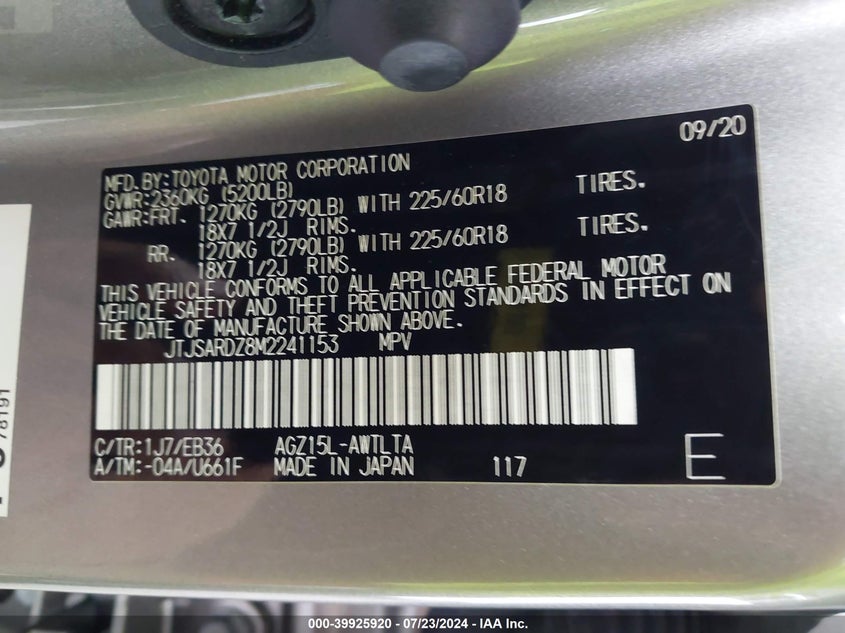 09/20
MFD.BY:TOYOTA MOTOR CORPORATION
GVWR:2360KG (5200LB)
GAWR:FRT. 1270KG (2790LB) WITH 225/60R18 TIRES.
18X7 1/2J RIMS.
RR. 1270KG (2790LB) WITH 225/60R18 TIRES.
18X7 1/2J RIMS.
THIS VEHICLE CONFORMS TO ALL APPLICABLE FEDERAL MOTOR
VEHICLE SAFETY AND THEFT PREVENTION STANDARDS IN EFFECT ON
THE DATE OF MANUFACTURE SHOWN ABOVE.
JTJSARDZ8M2241153 MPV
C/TR:1J7/EB36 AGZ15L-AWTLTA
A/TM:-04A/U661F MADE IN JAPAN 117 E
78191
000-39925920 - 07/23/2024 - IAA Inc.